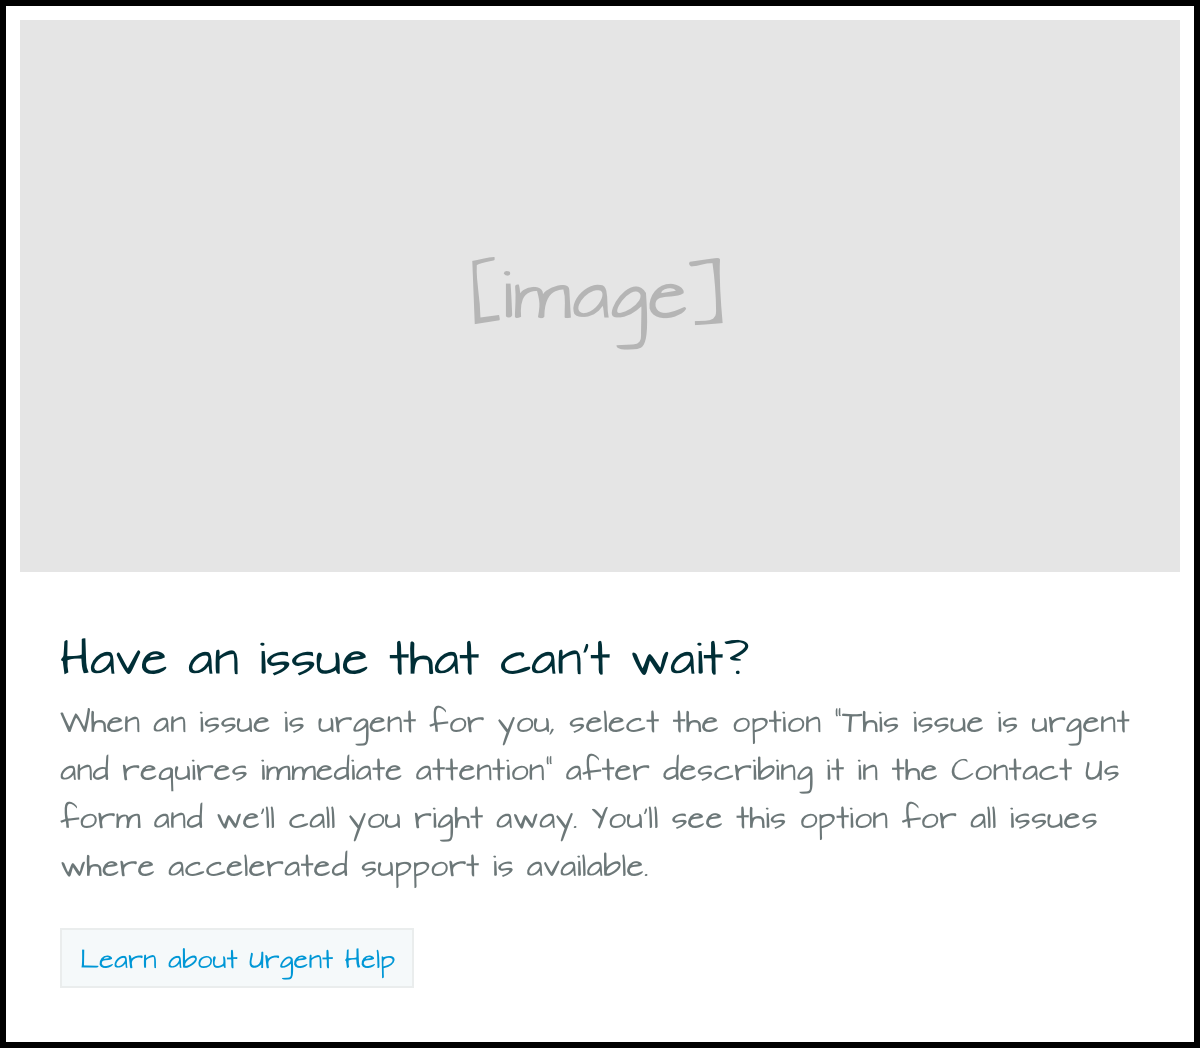 [image]
Have an issue that can't wait?
When an issue is urgent for you, select the option "This issue is urgent
and requires immediate attention" after describing it in the Contact Us
form and we'll call you right away. You'll see this option for all issues
where accelerated support is available.
Learn about Urgent Help